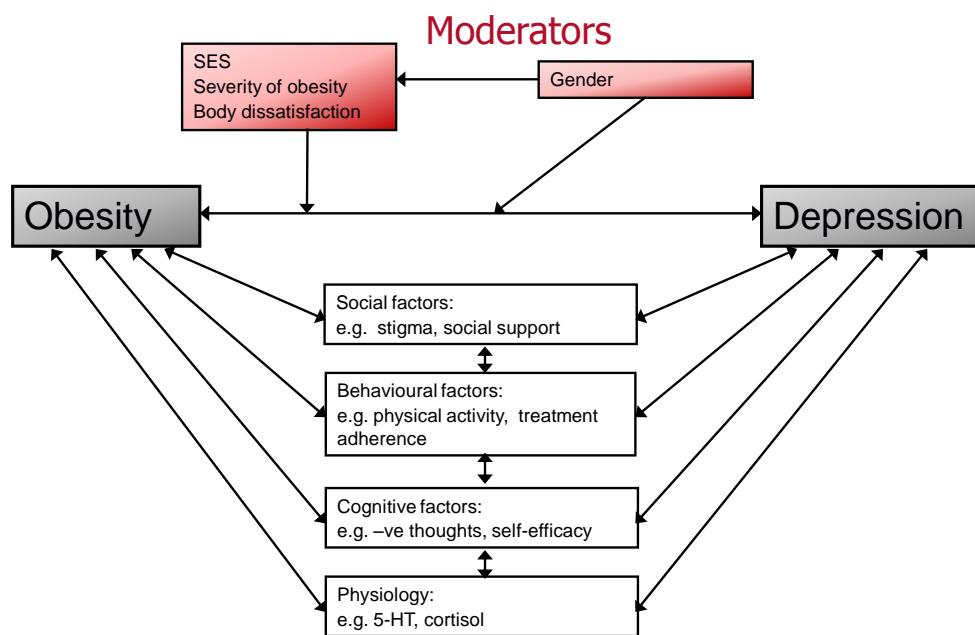 Moderators
SES
Severity of obesity
Body dissatisfaction
Gender
Obesity
Depression
Social factors:
e.g. stigma, social support
Behavioural factors:
e.g. physical activity, treatment
adherence
Cognitive factors:
e.g. –ve thoughts, self-efficacy
Physiology:
e.g. 5-HT, cortisol